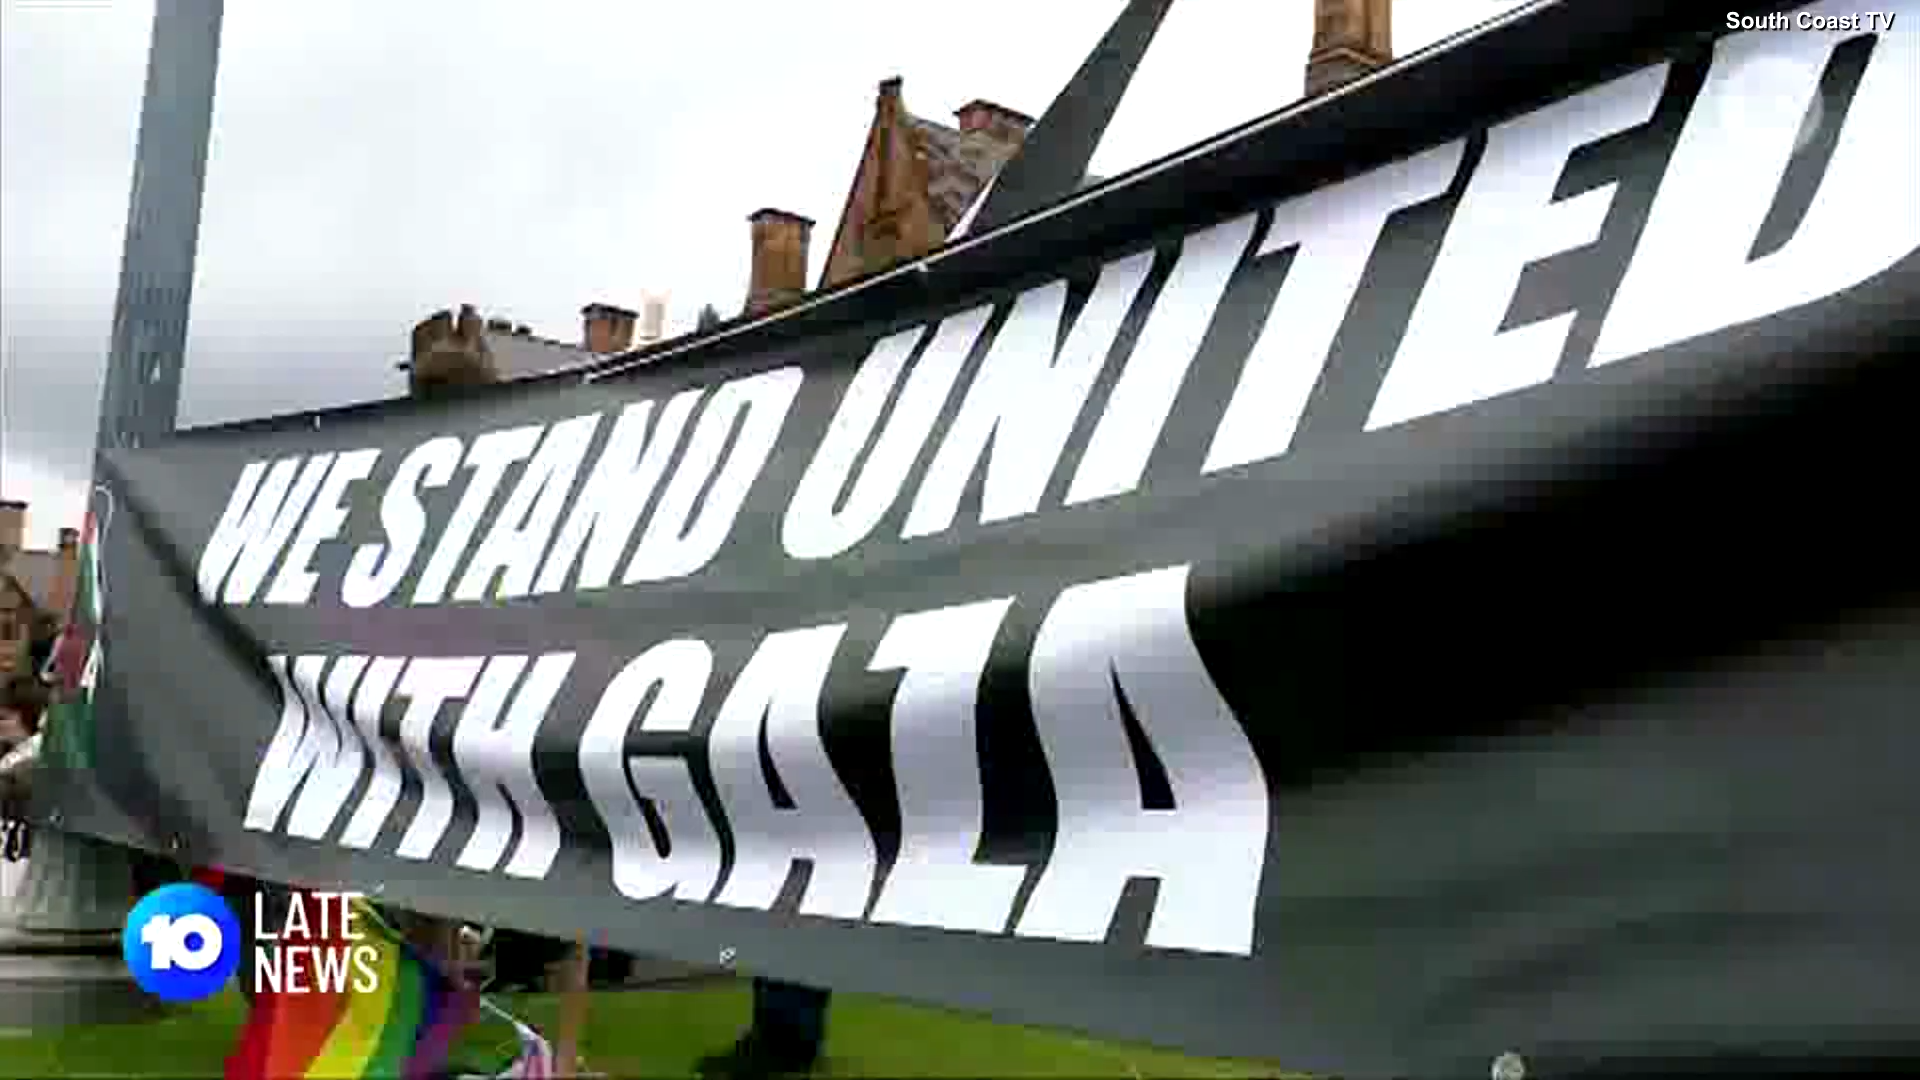 South Coast TV
WE STAND UNITED
WITH GAZA
10 LATE
NEWS